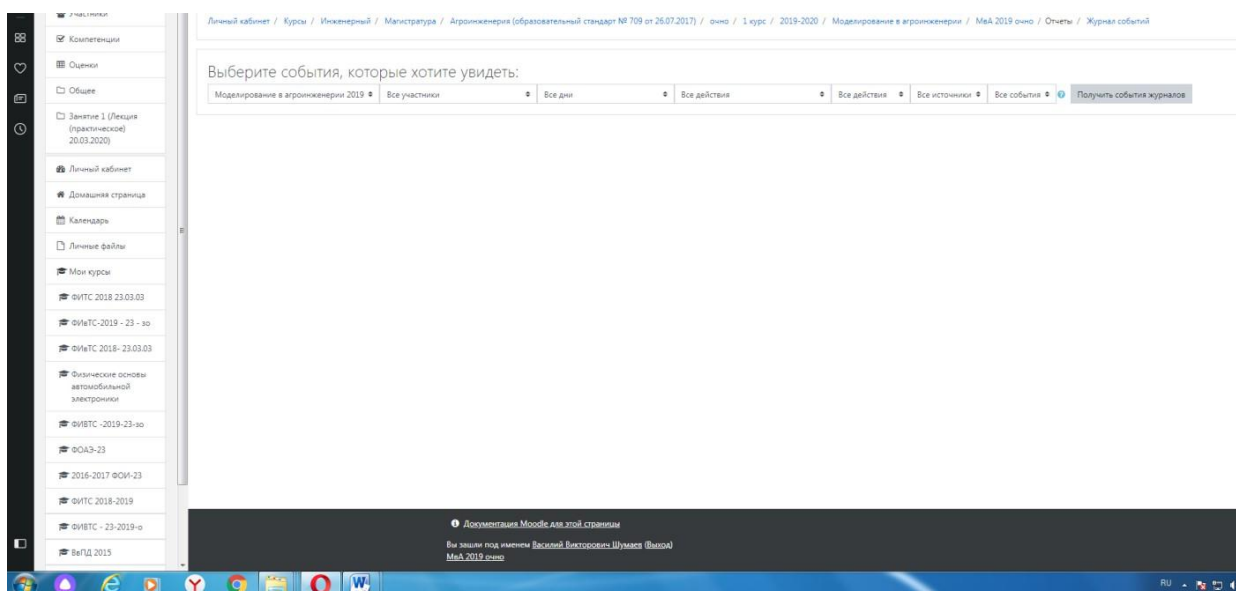 Участники
Компетенции
Оценки
Общее
Занятие 1 (Лекция
(практическое)
20.03.2020)
Личный кабинет
Домашняя страница
Календарь
Личные файлы
Мои курсы
ФИТС 2018 23.03.03
ФИвТС-2019 - 23 - зо
ФИвТС 2018- 23.03.03
Физические основы
автомобильной
электроники
ФИВТС -2019-23-зо
ФОАЭ-23
2016-2017 ФОИ-23
ФИТС 2018-2019
ФИВТС - 23-2019-о
ВеПД 2015
Личный кабинет / Курсы / Инженерный / Магистратура / Агроинженерия (образовательный стандарт № 709 от 26.07.2017) / очно / 1 курс / 2019-2020 / Моделирование в агроинженерии / МвА 2019 очно / Отчеты / Журнал событий
Выберите события, которые хотите увидеть:
Моделирование в агроинженерии 2019 Все участники Все дни Все действия Все действия Все источники Все события Получить события журналов
Документация Moodle для этой страницы
Вы зашли под именем Василий Викторович Шумаев (Выход)
МвА 2019 очно
RU